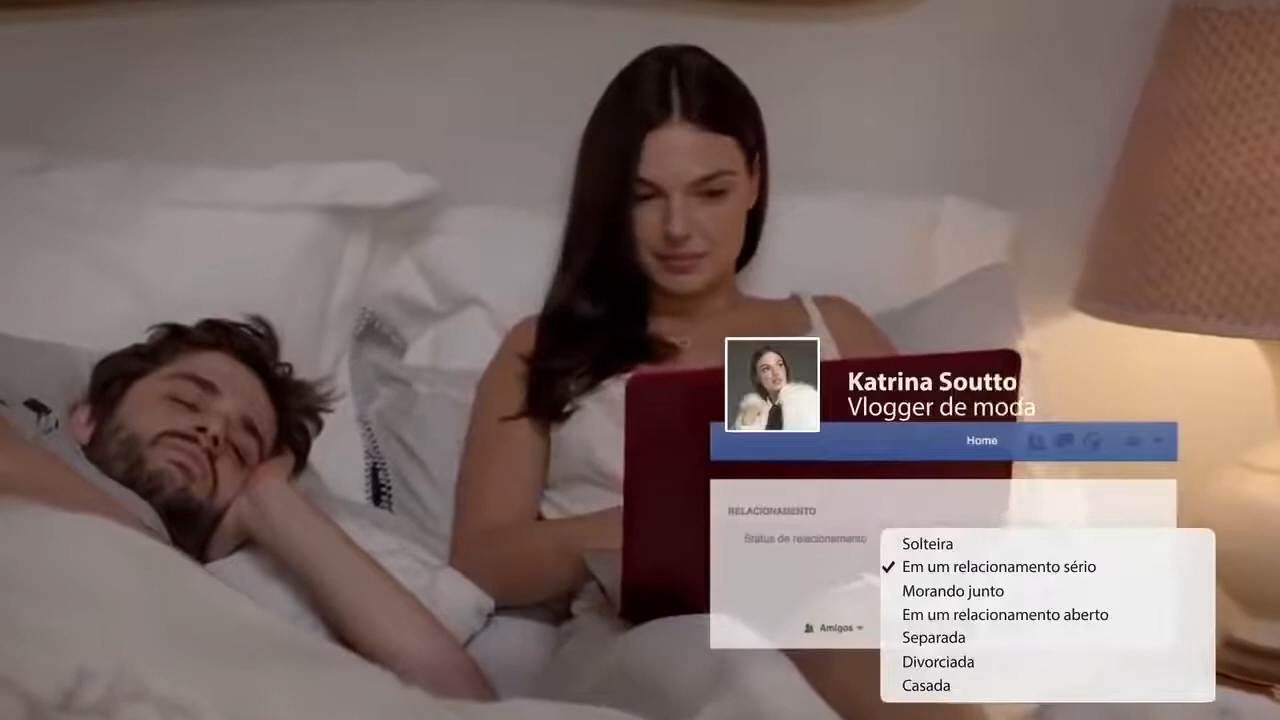 Katrina Soutto
Vlogger de moda
Home
RELACIONAMENTO
Status de relacionamento
Solteira
Em um relacionamento sério
Morando junto
Em um relacionamento aberto
Amigos
Separada
Divorciada
Casada